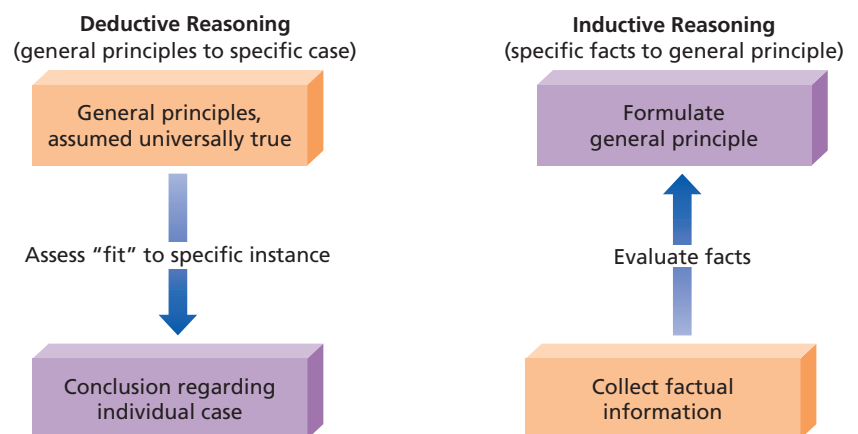 Deductive Reasoning
(general principles to specific case)
General principles,
assumed universally true
Assess “fit” to specific instance
Conclusion regarding
individual case
Inductive Reasoning
(specific facts to general principle)
Formulate
general principle
Evaluate facts
Collect factual
information